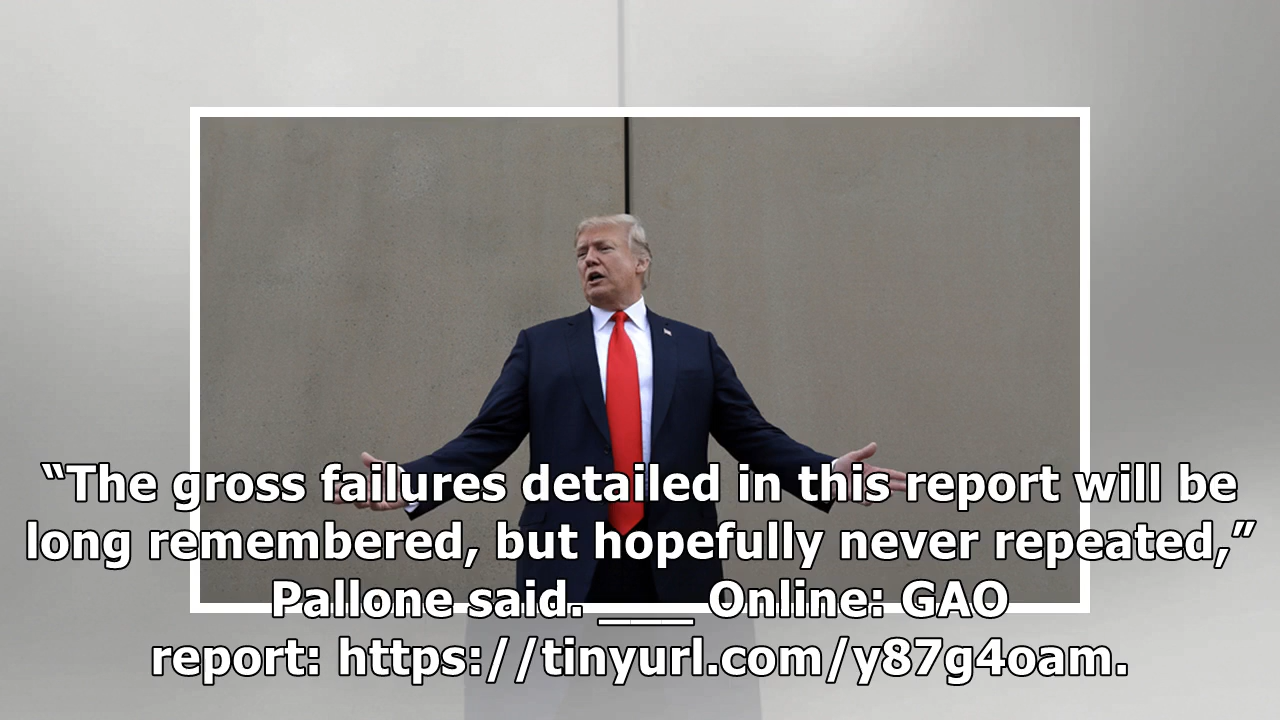 “The gross failures detailed in this report will be
long remembered, but hopefully never repeated,”
Pallone said. ___ Online: GAO
report: https://tinyurl.com/y87g4oam.